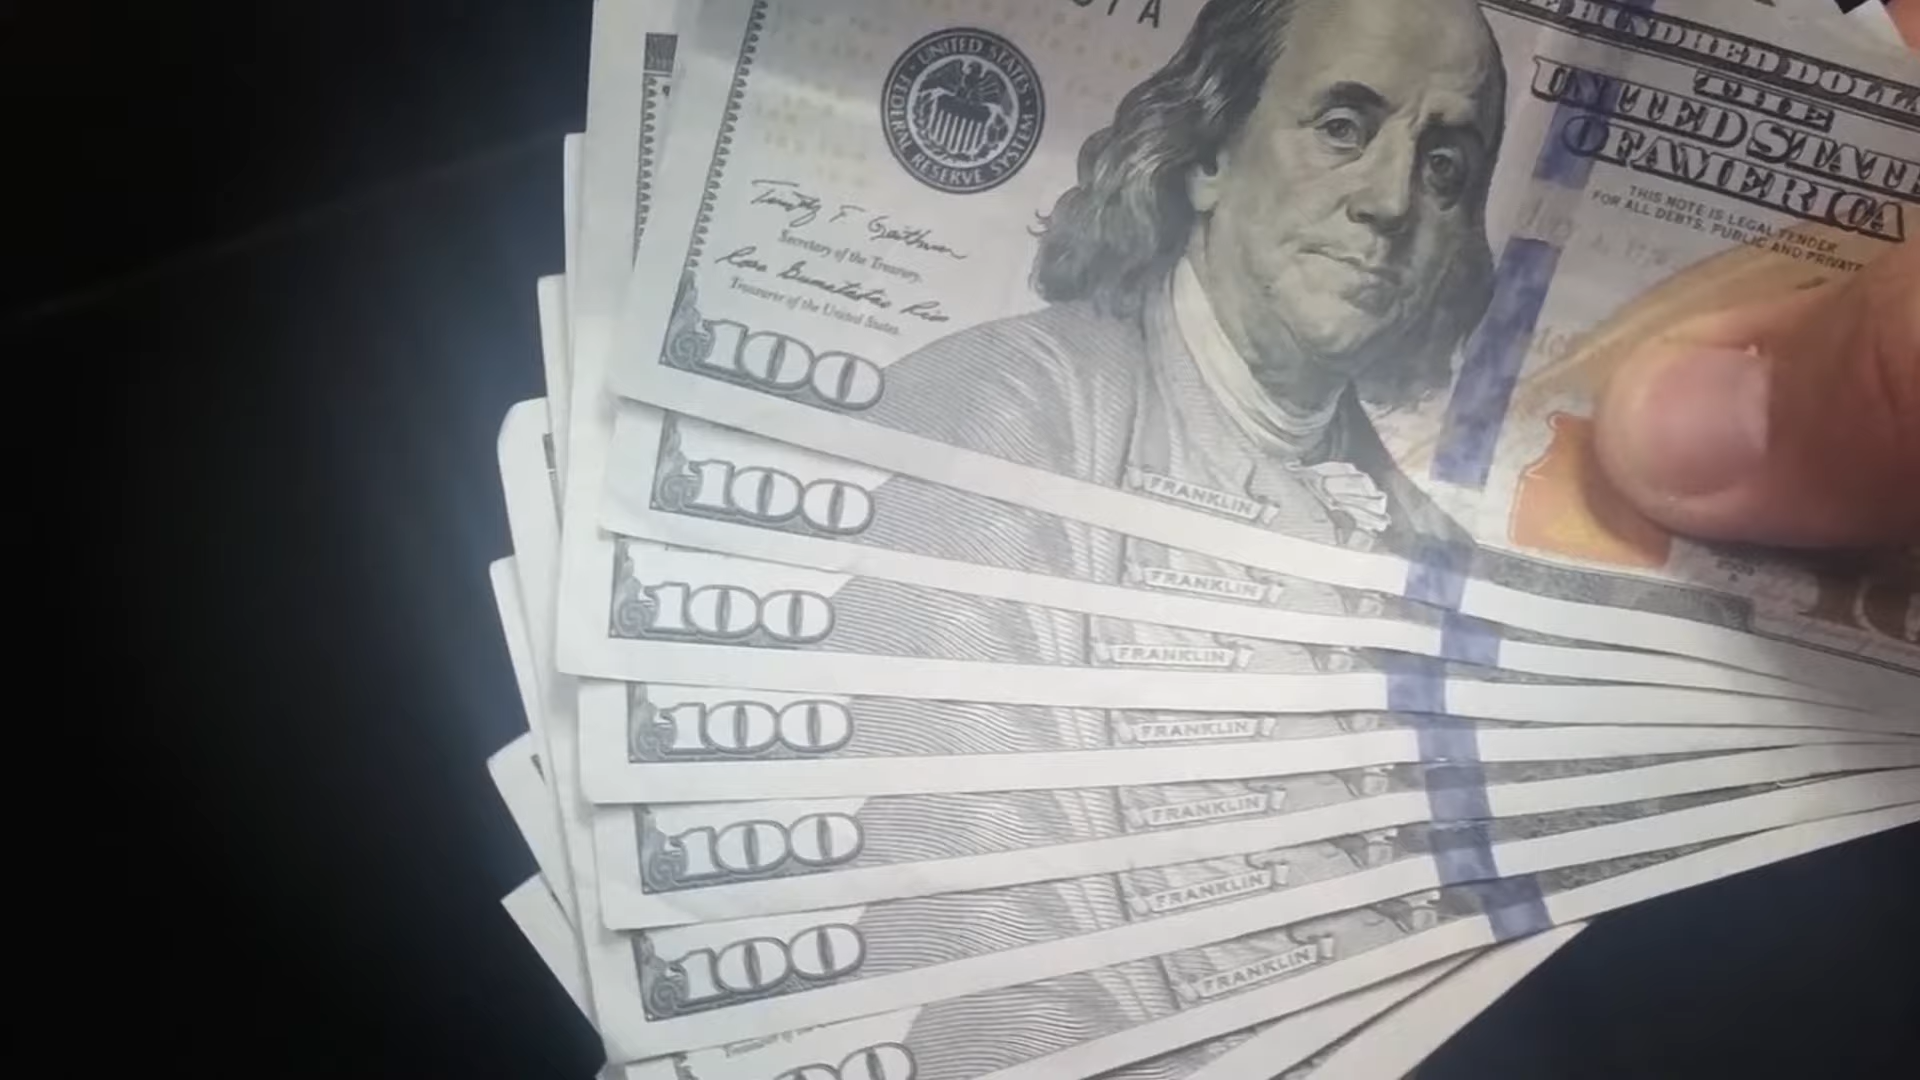 UNITED STATES
FEDERAL RESERVE SYSTEM
THE
UNITED STATE
OF AMERICA
THIS NOTE IS LEGAL TENDER
FOR ALL DEBTS, PUBLIC AND PRIVATE
Secretary of the Treasury.
Treasurer of the United States.
100
FRANKLIN
100
FRANKLIN
100
FRANKLIN
100
FRANKLIN
100
FRANKLIN
100
FRANKLIN
FRANKLIN